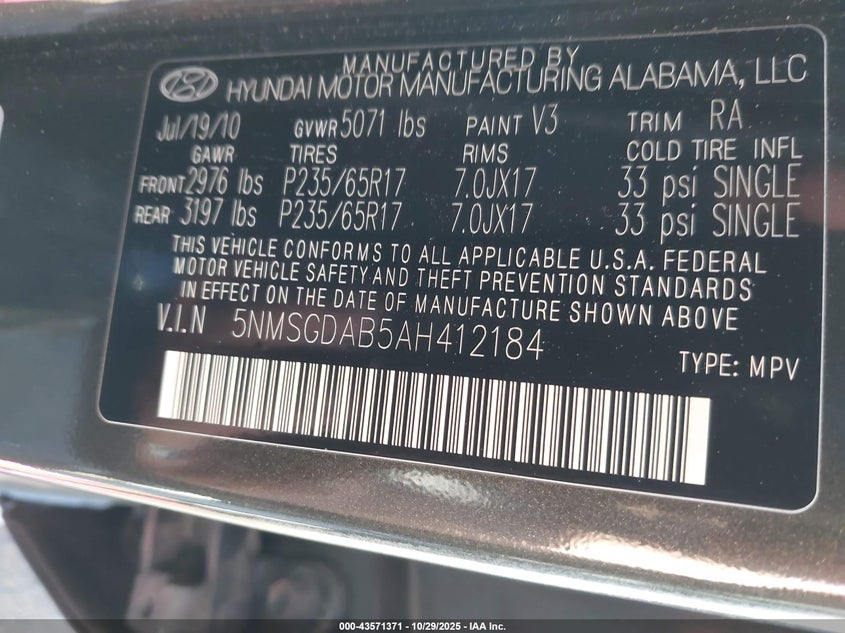 MANUFACTURED BY
HYUNDAI MOTOR MANUFACTURING ALABAMA, LLC
Jul/19/10 GVWR 5071 lbs PAINT V3 TRIM RA
GAWR TIRES RIMS COLD TIRE INFL
FRONT 2976 lbs P235/65R17 7.0JX17 33 psi SINGLE
REAR 3197 lbs P235/65R17 7.0JX17 33 psi SINGLE
THIS VEHICLE CONFORMS TO ALL APPLICABLE U.S.A. FEDERAL
MOTOR VEHICLE SAFETY AND THEFT PREVENTION STANDARDS
IN EFFECT ON THE DATE OF MANUFACTURE SHOWN ABOVE
V.I.N 5NMSGDAB5AH412184
TYPE: MPV
000-43571371 | 10/29/2025 - IAA Inc.